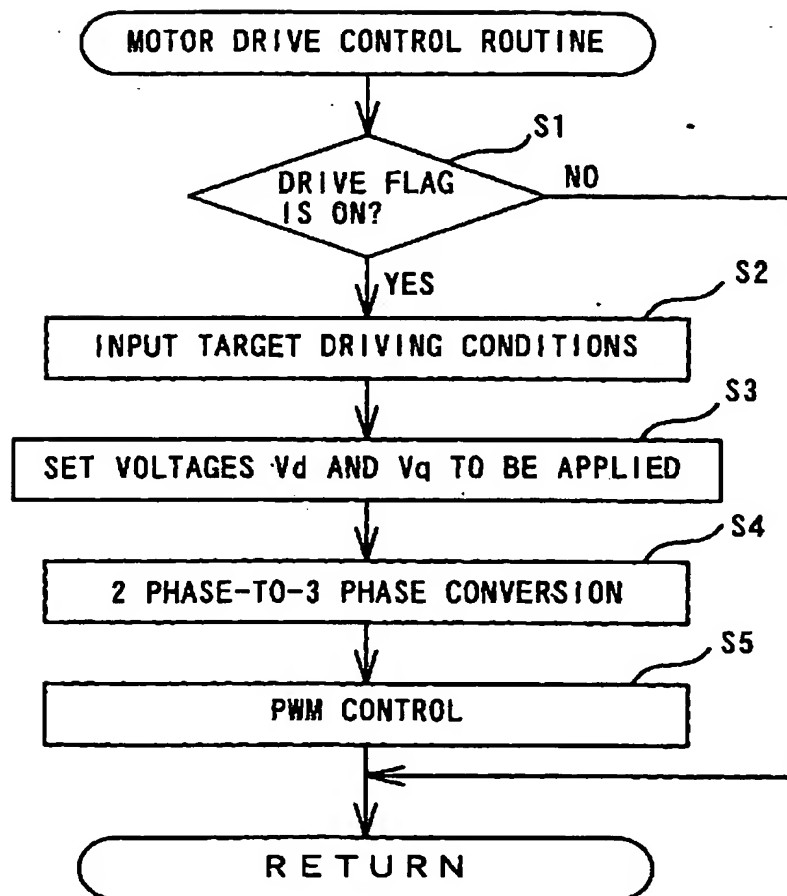 MOTOR DRIVE CONTROL ROUTINE
S1
DRIVE FLAG
IS ON?
NO
YES
S2
INPUT TARGET DRIVING CONDITIONS
S3
SET VOLTAGES Vd AND Vq TO BE APPLIED
S4
2 PHASE-TO-3 PHASE CONVERSION
S5
PWM CONTROL
RETURN